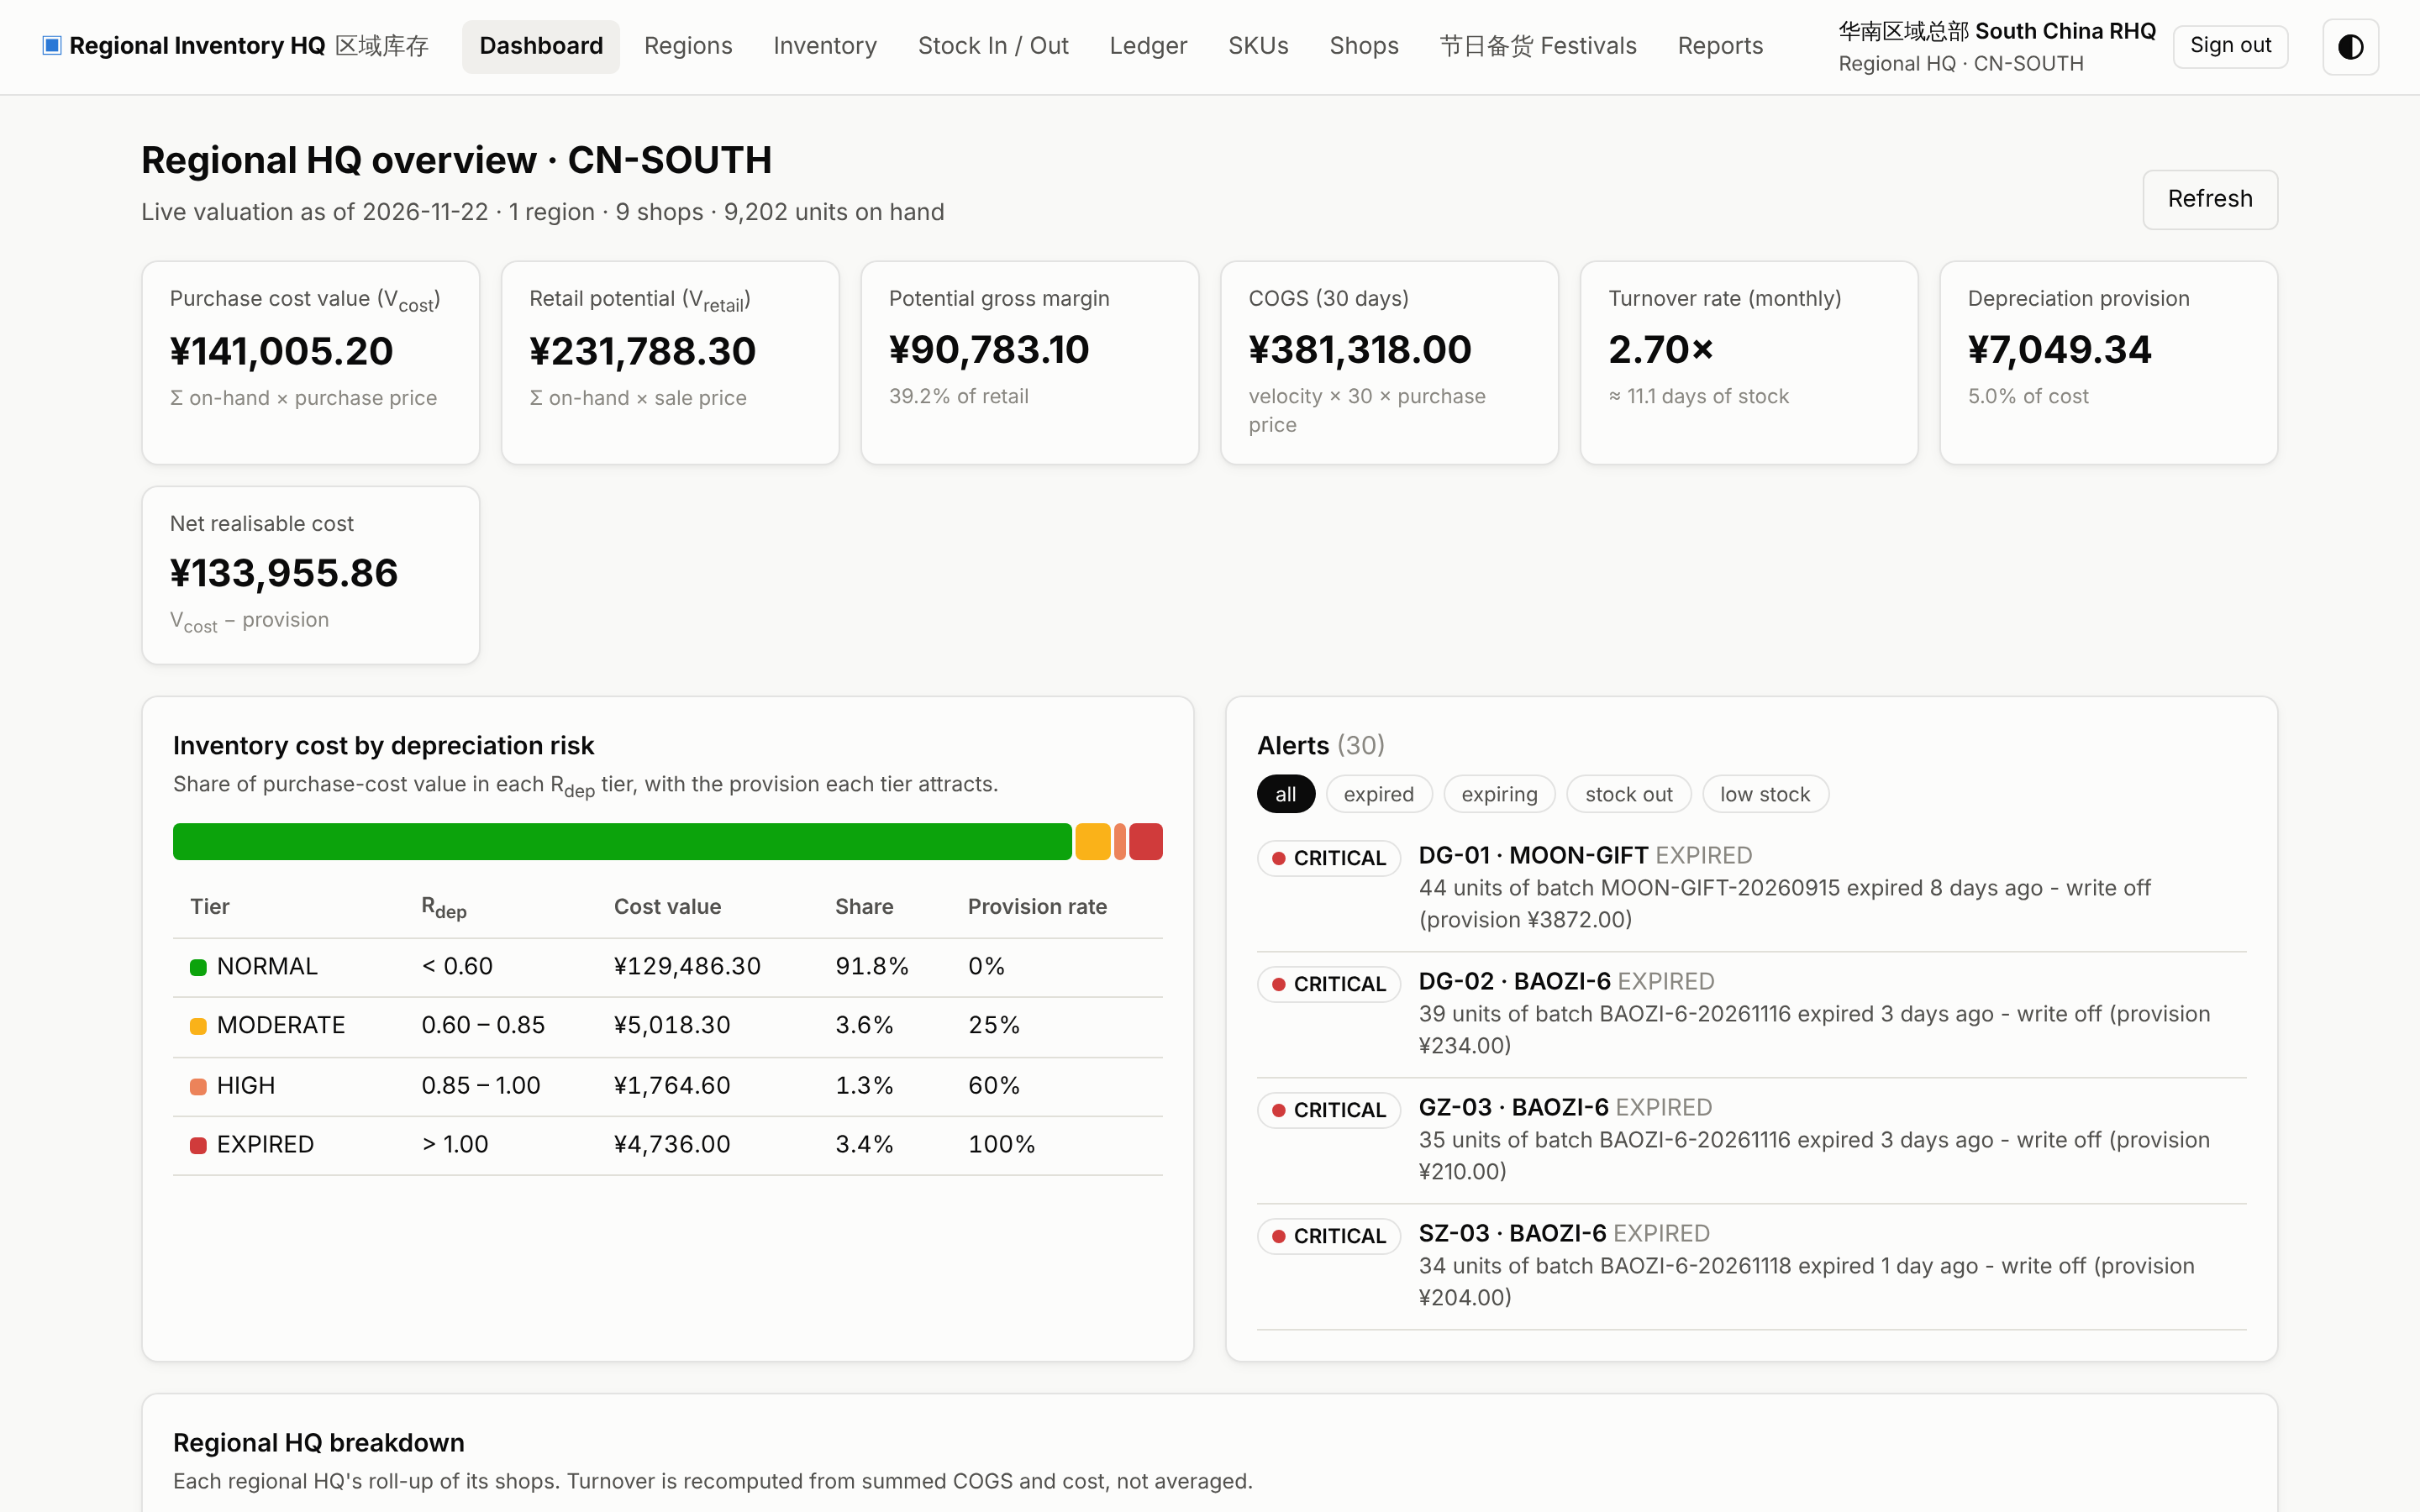 Regional Inventory HQ 区域库存 Dashboard Regions Inventory Stock In / Out Ledger SKUs Shops 节日备货 Festivals Reports
华南区域总部 South China RHQ
Regional HQ · CN-SOUTH
Sign out
Regional HQ overview · CN-SOUTH
Live valuation as of 2026-11-22 · 1 region · 9 shops · 9,202 units on hand
Refresh
Purchase cost value (Vcost)
¥141,005.20
Σ on-hand × purchase price
Retail potential (Vretail)
¥231,788.30
Σ on-hand × sale price
Potential gross margin
¥90,783.10
39.2% of retail
COGS (30 days)
¥381,318.00
velocity × 30 × purchase
price
Turnover rate (monthly)
2.70×
≈ 11.1 days of stock
Depreciation provision
¥7,049.34
5.0% of cost
Net realisable cost
¥133,955.86
Vcost − provision
Inventory cost by depreciation risk
Share of purchase-cost value in each Rdep tier, with the provision each tier attracts.
Tier Rdep Cost value Share Provision rate
NORMAL < 0.60 ¥129,486.30 91.8% 0%
MODERATE 0.60 – 0.85 ¥5,018.30 3.6% 25%
HIGH 0.85 – 1.00 ¥1,764.60 1.3% 60%
EXPIRED > 1.00 ¥4,736.00 3.4% 100%
Alerts (30)
all expired expiring stock out low stock
CRITICAL DG-01 · MOON-GIFT EXPIRED
44 units of batch MOON-GIFT-20260915 expired 8 days ago - write off
(provision ¥3872.00)
CRITICAL DG-02 · BAOZI-6 EXPIRED
39 units of batch BAOZI-6-20261116 expired 3 days ago - write off (provision
¥234.00)
CRITICAL GZ-03 · BAOZI-6 EXPIRED
35 units of batch BAOZI-6-20261116 expired 3 days ago - write off (provision
¥210.00)
CRITICAL SZ-03 · BAOZI-6 EXPIRED
34 units of batch BAOZI-6-20261118 expired 1 day ago - write off (provision
¥204.00)
Regional HQ breakdown
Each regional HQ's roll-up of its shops. Turnover is recomputed from summed COGS and cost, not averaged.